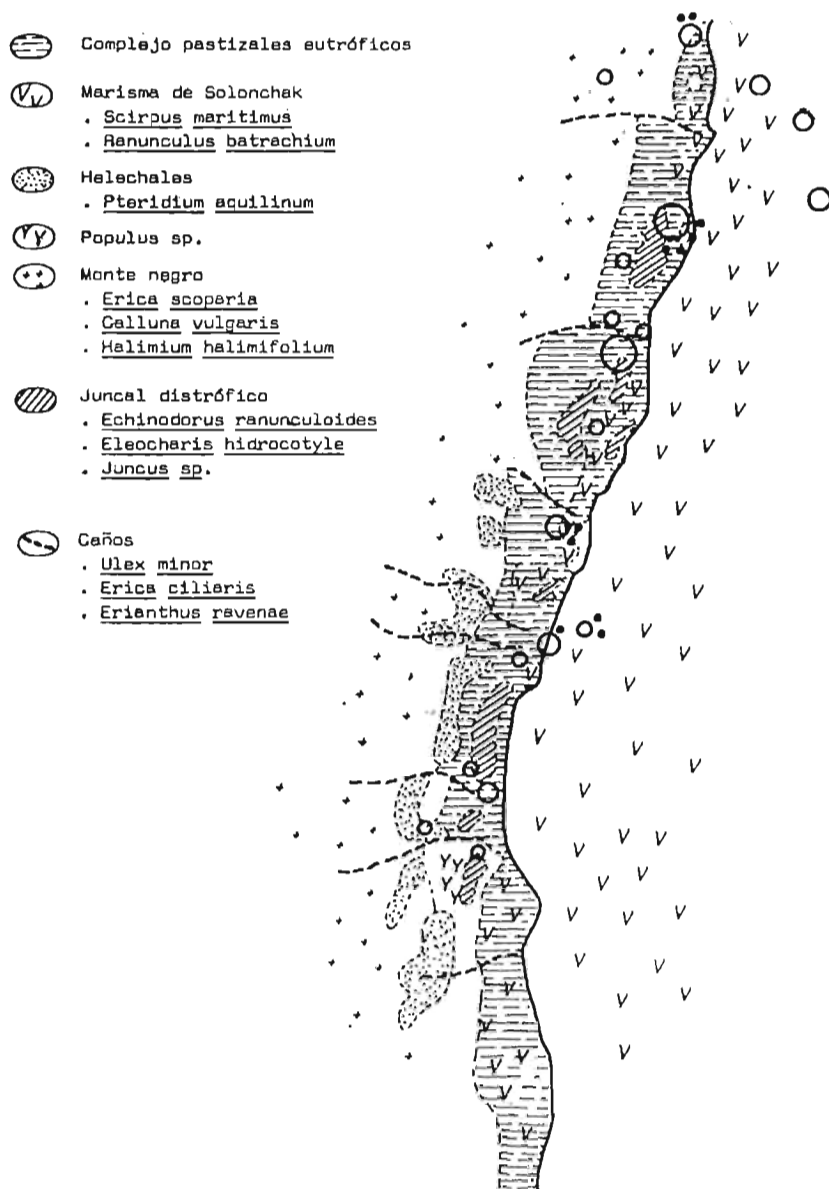 Complejo pastizales eutróficos
Marisma de Solonchak
. Scirpus maritimus
. Ranunculus batrachium
Helechales
. Pteridium aquilinum
Populus sp.
Monte negro
. Erica scoparia
. Calluna vulgaris
. Halimium halimifolium
Juncal distrófico
. Echinodorus ranunculoides
. Eleocharis hidrocotyle
. Juncus sp.
Caños
. Ulex minor
. Erica ciliaris
. Erianthus ravenae